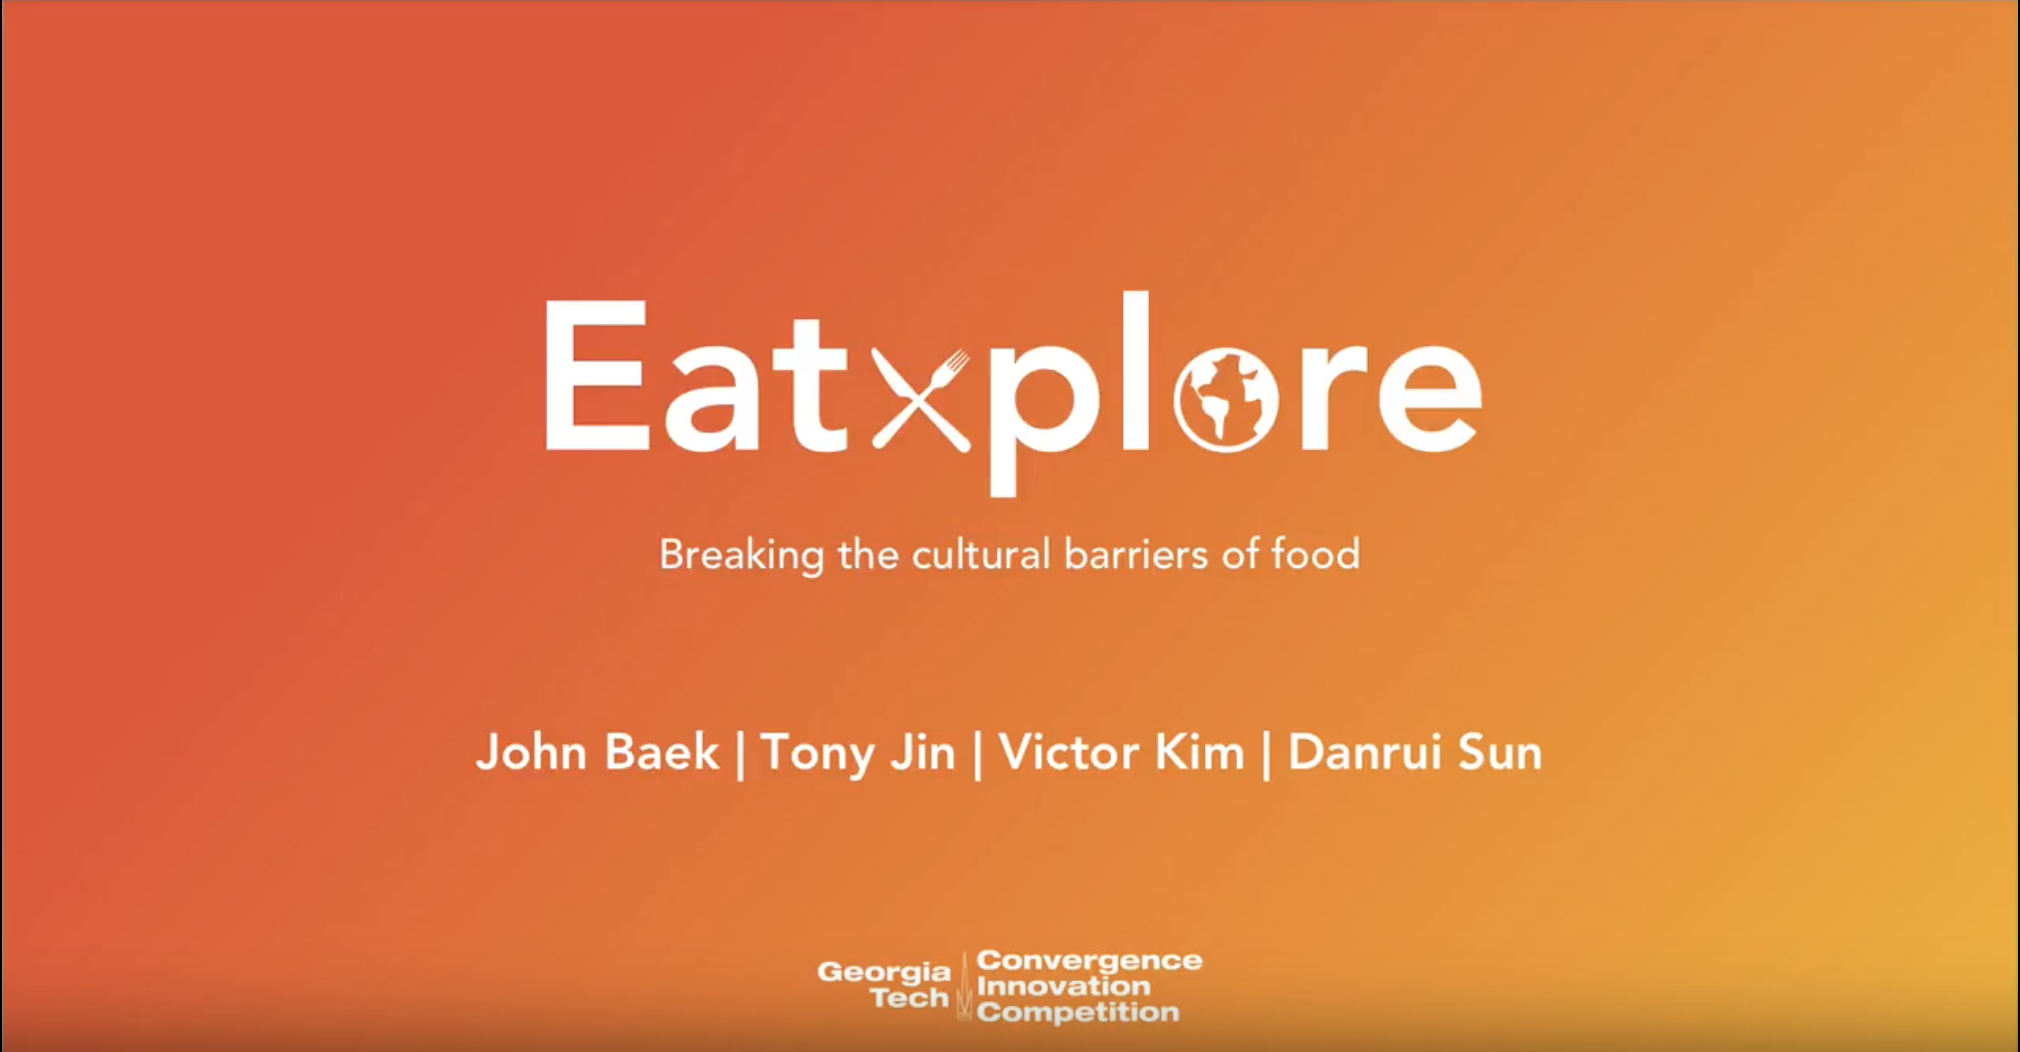 Eatxplore
Breaking the cultural barriers of food
John Baek | Tony Jin | Victor Kim | Danrui Sun
Georgia Tech
Convergence
Innovation
Competition